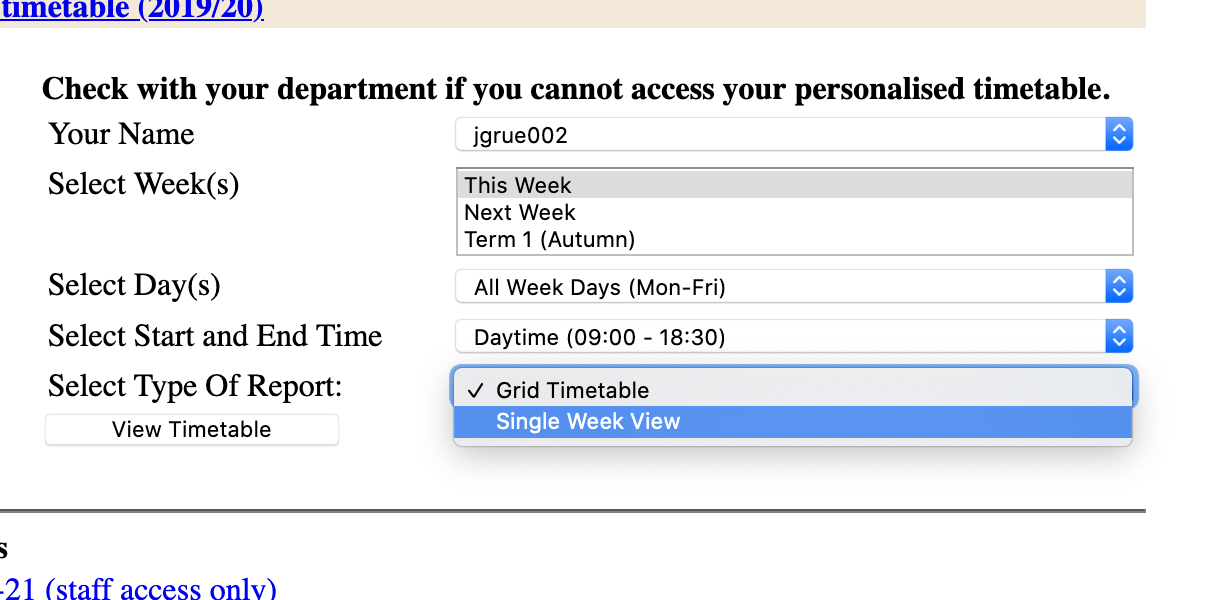 timetable (2019/20)
Check with your department if you cannot access your personalised timetable.
Your Name
jgrue002
Select Week(s)
This Week
Next Week
Term 1 (Autumn)
Select Day(s)
All Week Days (Mon-Fri)
Select Start and End Time
Daytime (09:00 - 18:30)
Select Type Of Report:
✓ Grid Timetable
Single Week View
View Timetable
s
-21 (staff access only)